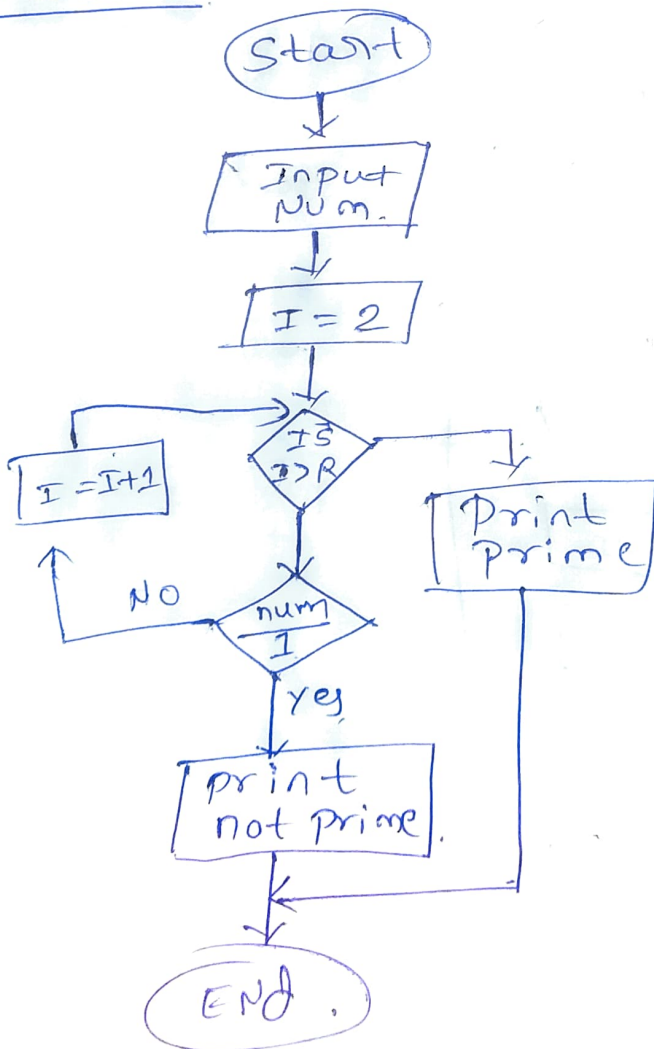 Start
Input
Num.
I = 2
IS
I>R
I = I+1
Print
prime
NO
num
I
yes
print
not prime.
END.